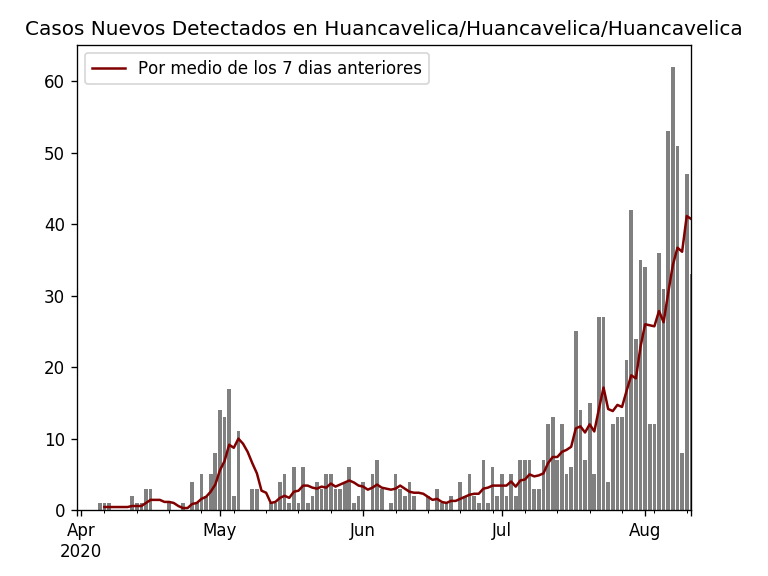 Casos Nuevos Detectados en Huancavelica/Huancavelica/Huancavelica
Por medio de los 7 dias anteriores
60
50
40
30
20
10
0
Apr May Jun Jul Aug
2020